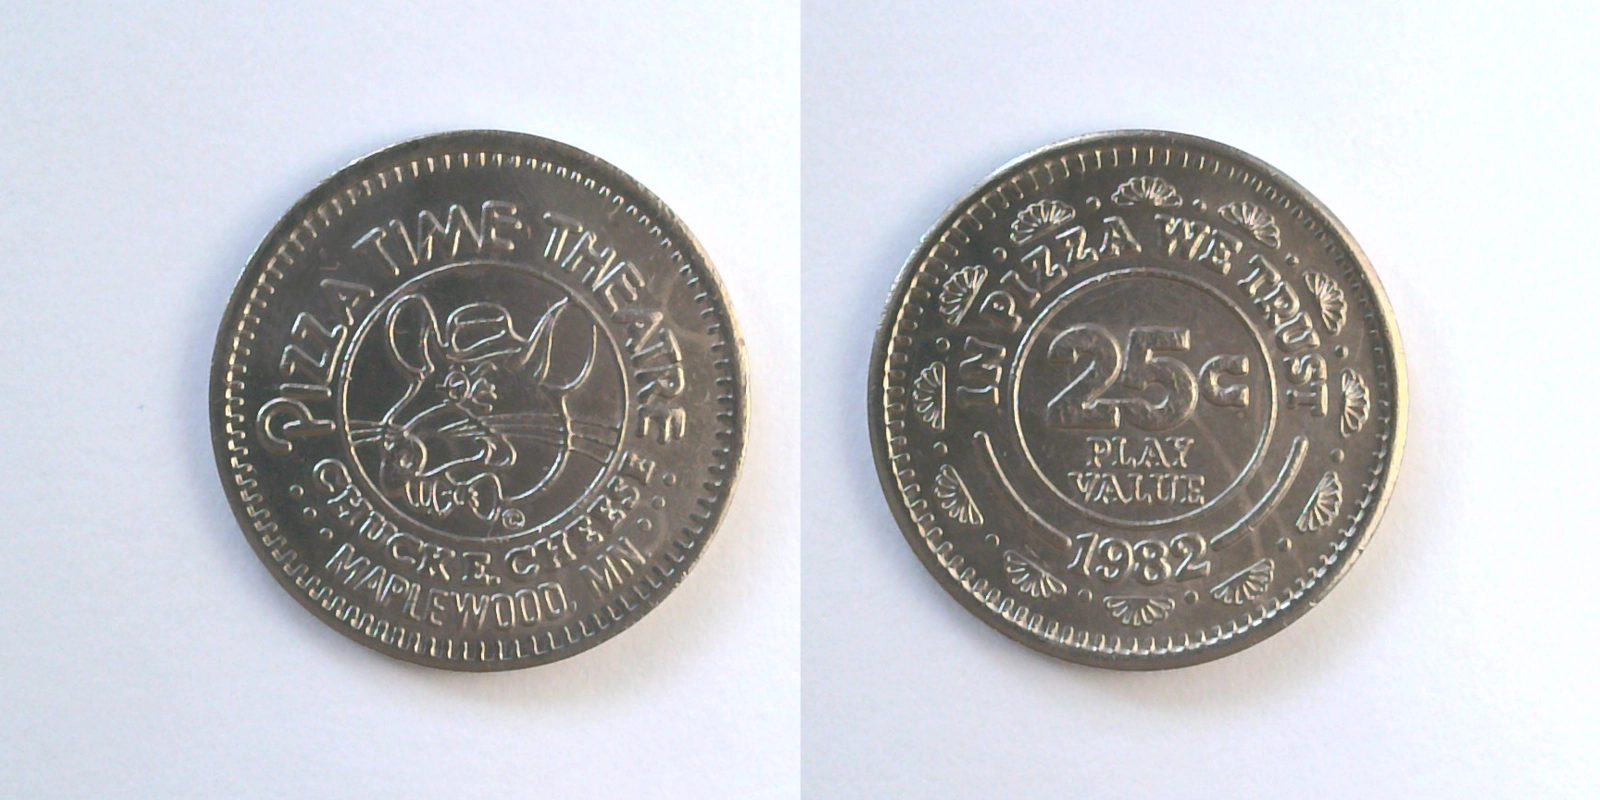 PIZZA TIME THEATRE
©
CHUCK E. CHEESE
MAPLEWOOD, MN
IN PIZZA WE TRUST
25¢
PLAY
VALUE
1982